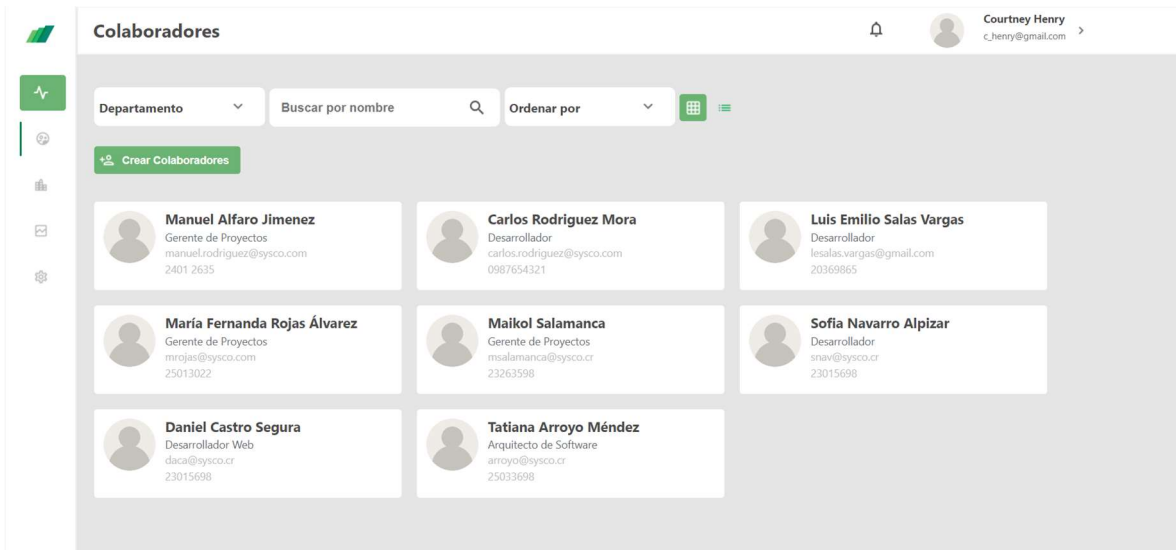 Colaboradores
Courtney Henry
c_henry@gmail.com
Departamento
Buscar por nombre
Ordenar por
Crear Colaboradores
Manuel Alfaro Jimenez
Gerente de Proyectos
manuel.rodriguez@sysco.com
2401 2635
Carlos Rodriguez Mora
Desarrollador
carlos.rodriguez@sysco.com
0987654321
Luis Emilio Salas Vargas
Desarrollador
lesalas.vargas@gmail.com
20369865
María Fernanda Rojas Álvarez
Gerente de Proyectos
mrojas@sysco.com
25013022
Maikol Salamanca
Gerente de Proyectos
msalamanca@sysco.cr
23263598
Sofia Navarro Alpizar
Desarrollador
snav@sysco.cr
23015698
Daniel Castro Segura
Desarrollador Web
daca@sysco.cr
23015698
Tatiana Arroyo Méndez
Arquitecto de Software
arroyo@sysco.cr
25033698